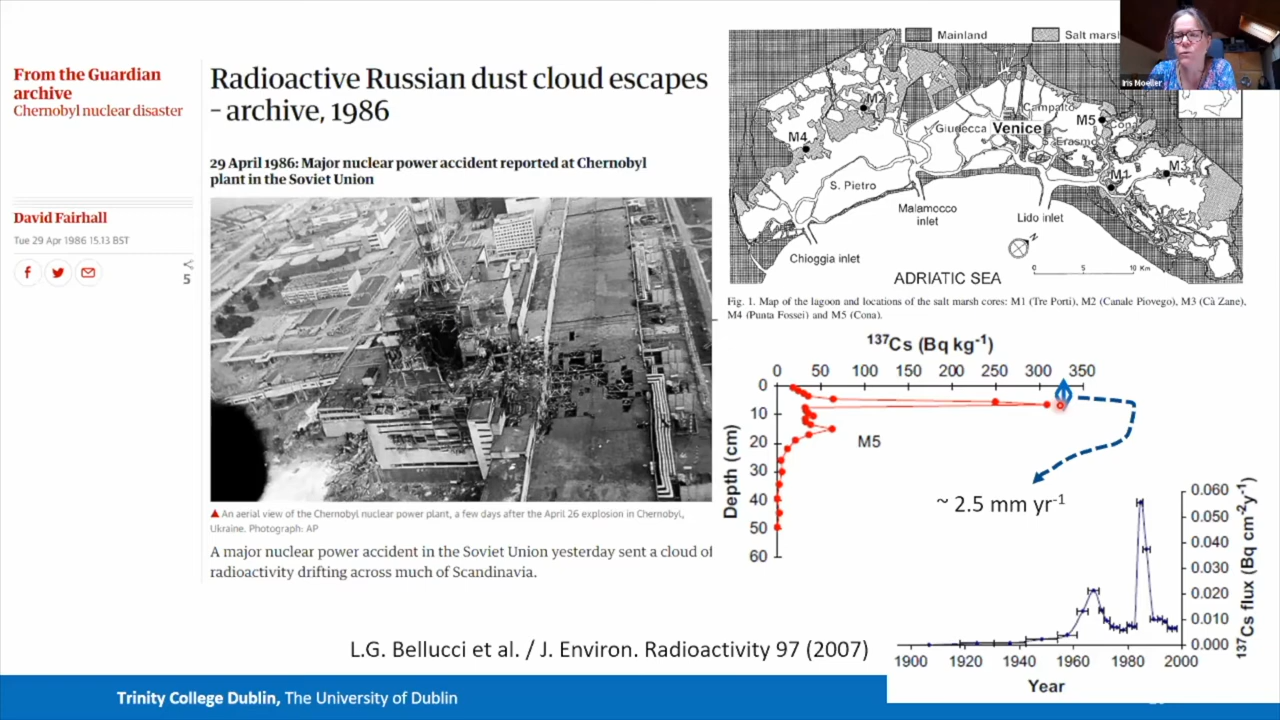 From the Guardian
archive
Chernobyl nuclear disaster
David Fairhall
Tue 29 Apr 1986 15.13 BST
5
Radioactive Russian dust cloud escapes
– archive, 1986
29 April 1986: Major nuclear power accident reported at Chernobyl
plant in the Soviet Union
An aerial view of the Chernobyl nuclear power plant, a few days after the April 26 explosion in Chernobyl,
Ukraine. Photograph: AP
A major nuclear power accident in the Soviet Union yesterday sent a cloud of
radioactivity drifting across much of Scandinavia.
Mainland
Salt
Iris Moeller
M2
Campalto
M5
Cona
Giudecca
Venice
S. Erasmo
M4
M3
M1
S. Pietro
Malamocco
inlet
Lido inlet
N
Chioggia inlet
0 5 10 Km
ADRIATIC SEA
Fig. 1. Map of the lagoon and locations of the salt marsh cores: M1 (Tre Porti), M2 (Canale Piovego), M3 (Cà Zane),
M4 (Punta Fossei) and M5 (Cona).
137Cs (Bq kg-1)
0 50 100 150 200 250 300 350
0
10
20
30
40
50
60
Depth (cm)
M5
~ 2.5 mm yr-1
0.060
0.050
0.040
0.030
0.020
0.010
0.000
137Cs flux (Bq cm-2y-1)
1900 1920 1940 1960 1980 2000
Year
L.G. Bellucci et al. / J. Environ. Radioactivity 97 (2007)
Trinity College Dublin, The University of Dublin